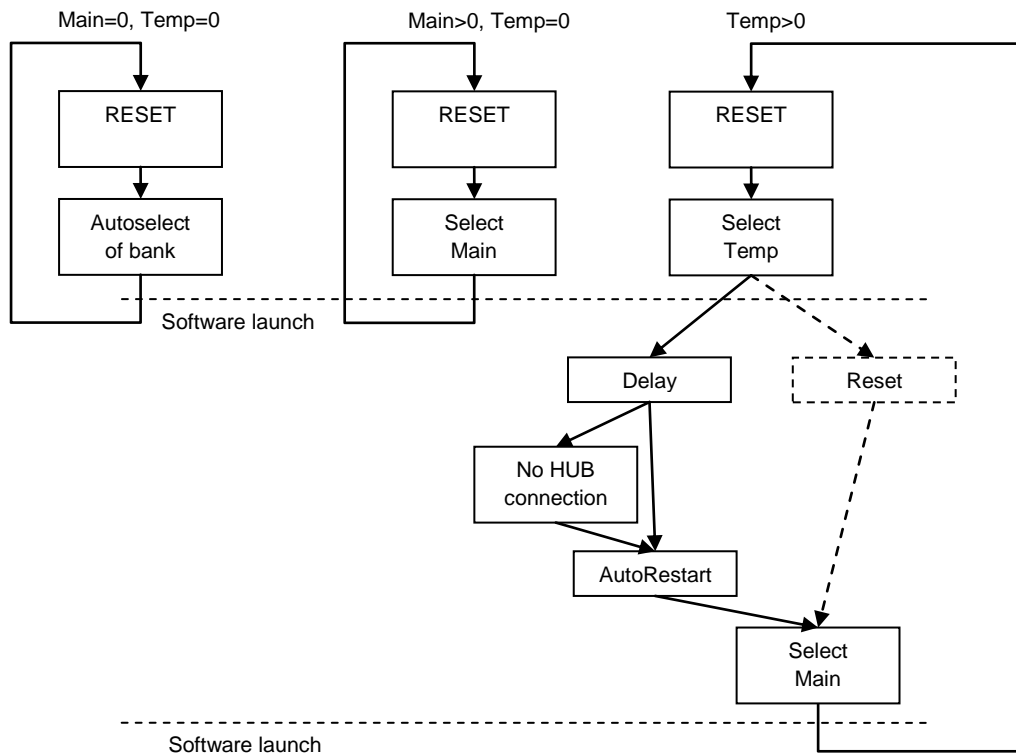 Main=0, Temp=0
Main>0, Temp=0
Temp>0
RESET
RESET
RESET
Autoselect
of bank
Select
Main
Select
Temp
Software launch
Delay
Reset
No HUB
connection
AutoRestart
Select
Main
Software launch